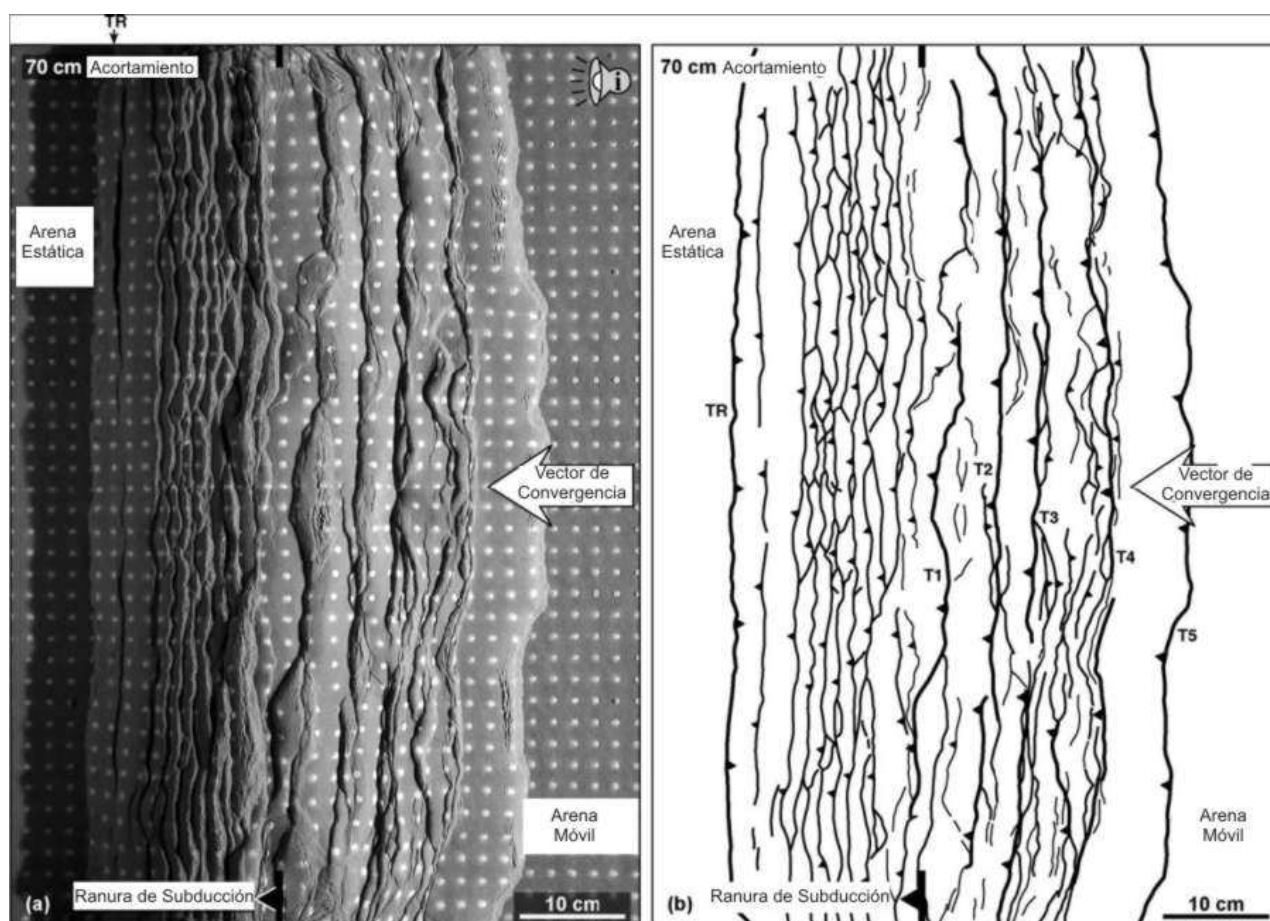 TR
70 cm Acortamiento
i
Arena
Estática
Vector de
Convergencia
Arena
Móvil
Ranura de Subducción
(a)
10 cm
70 cm Acortamiento
Arena
Estática
TR
T2
Vector de
Convergencia
T3
T1
T4
T5
Arena
Móvil
Ranura de Subducción
(b)
10 cm